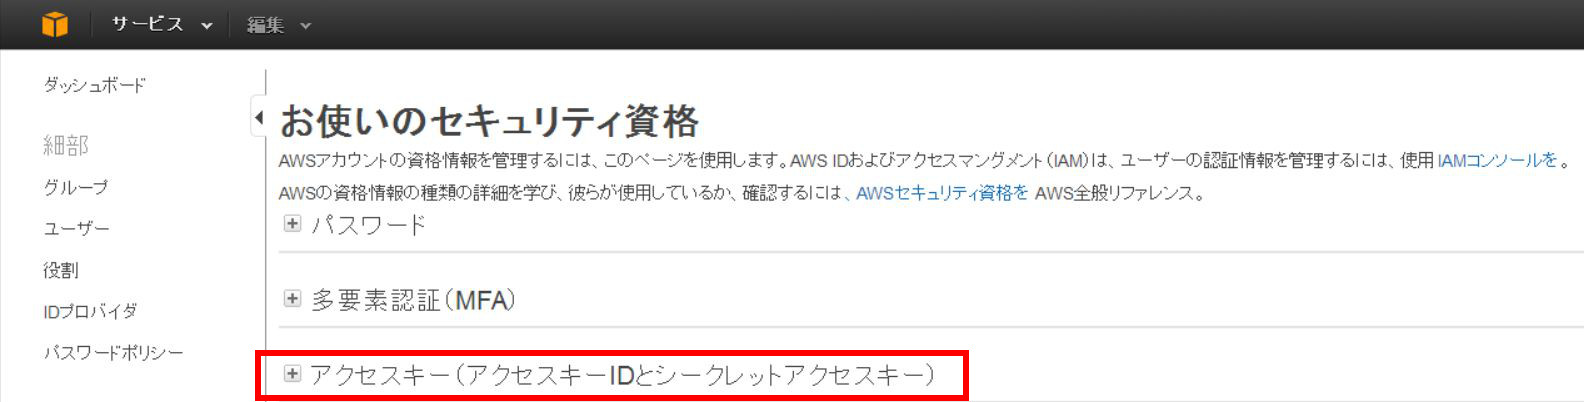 サービス 編集
ダッシュボード
細部
グループ
ユーザー
役割
IDプロバイダ
パスワードポリシー
お使いのセキュリティ資格
AWSアカウントの資格情報を管理するには、このページを使用します。AWS IDおよびアクセスマングメント（IAM）は、ユーザーの認証情報を管理するには、使用 IAMコンソールを。
AWSの資格情報の種類の詳細を学び、彼らが使用しているか、確認するには、AWSセキュリティ資格を AWS全般リファレンス。
パスワード
多要素認証（MFA）
アクセスキー（アクセスキーIDとシークレットアクセスキー）